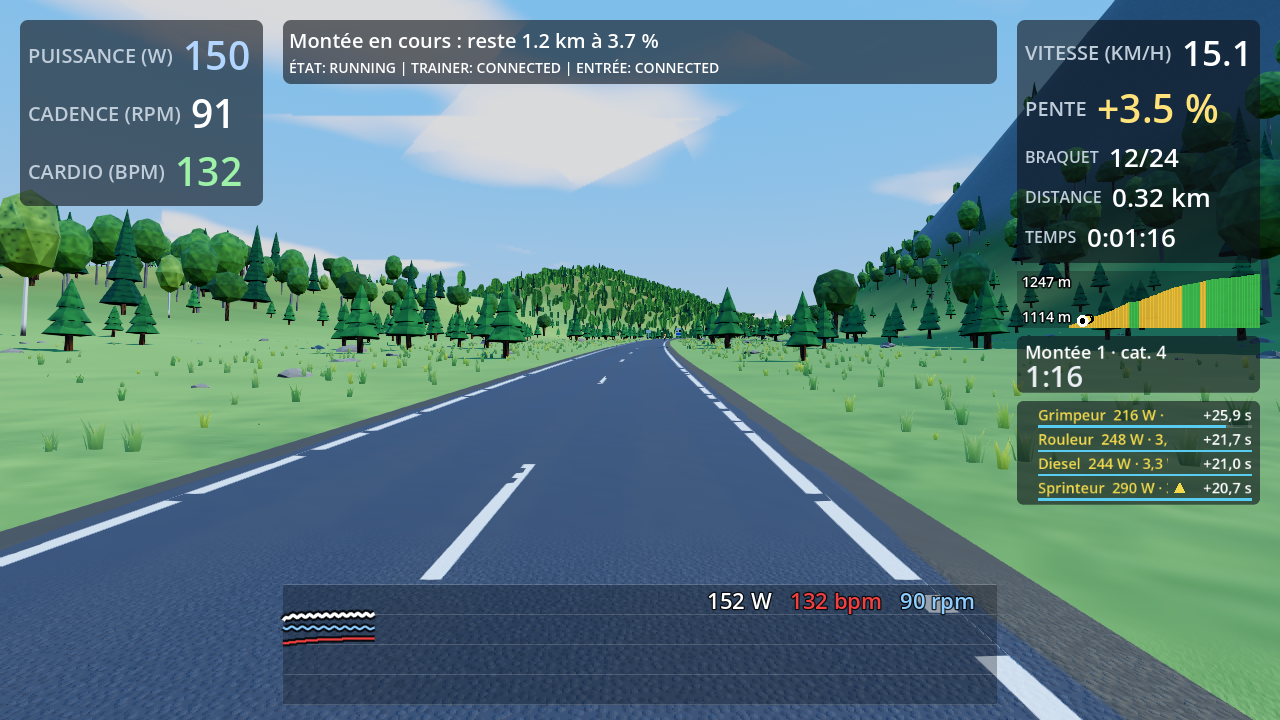 PUISSANCE (W) 150
CADENCE (RPM) 91
CARDIO (BPM) 132
Montée en cours : reste 1.2 km à 3.7 %
ÉTAT: RUNNING | TRAINER: CONNECTED | ENTRÉE: CONNECTED
VITESSE (KM/H) 15.1
PENTE +3.5 %
BRAQUET 12/24
DISTANCE 0.32 km
TEMPS 0:01:16
1247 m
1114 m
Montée 1 · cat. 4
1:16
Grimpeur 216 W · +25,9 s
Rouleur 248 W · 3, +21,7 s
Diesel 244 W · 3,3 +21,0 s
Sprinteur 290 W · +20,7 s
152 W 132 bpm 90 rpm